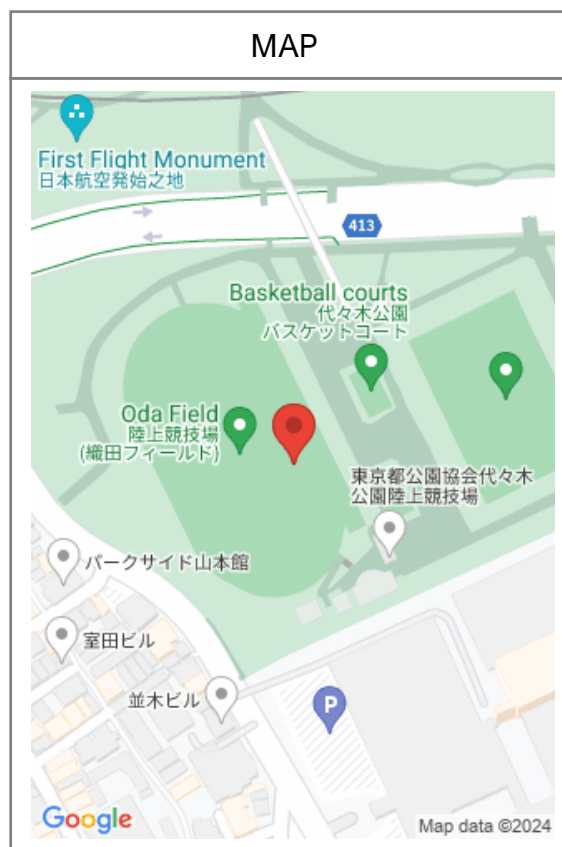 MAP
First Flight Monument
日本航空発始之地
413
Basketball courts
代々木公園
バスケットコート
Oda Field
陸上競技場
(織田フィールド)
東京都公園協会代々木
公園陸上競技場
パークサイド山本館
室田ビル
並木ビル
P
Google
Map data ©2024